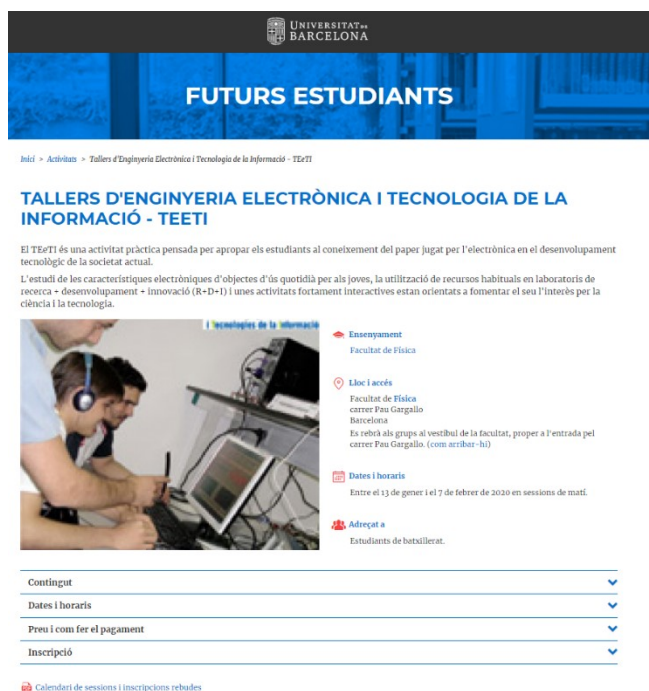 UNIVERSITAT DE
BARCELONA
FUTURS ESTUDIANTS
Inici > Activitats > Tallers d'Enginyeria Electrònica i Tecnologia de la Informació - TEeTI
TALLERS D'ENGINYERIA ELECTRÒNICA I TECNOLOGIA DE LA
INFORMACIÓ - TEETI
El TEeTI és una activitat pràctica pensada per apropar els estudiants al coneixement del paper jugat per l'electrònica en el desenvolupament
tecnològic de la societat actual.
L'estudi de les característiques electròniques d'objectes d'ús quotidià per als joves, la utilització de recursos habituals en laboratoris de
recerca + desenvolupament + innovació (R+D+I) i unes activitats fortament interactives estan orientats a fomentar el seu l'interès per la
ciència i la tecnologia.
i Tecnologies de la Informació
Ensenyament
Facultat de Física
Lloc i accés
Facultat de Física
carrer Pau Gargallo
Barcelona
Es rebrà als grups al vestíbul de la facultat, proper a l'entrada pel
carrer Pau Gargallo. (com arribar-hi)
Dates i horaris
Entre el 13 de gener i el 7 de febrer de 2020 en sessions de matí.
Adreçat a
Estudiants de batxillerat.
Contingut
Dates i horaris
Preu i com fer el pagament
Inscripció
Calendari de sessions i inscripcions rebudes